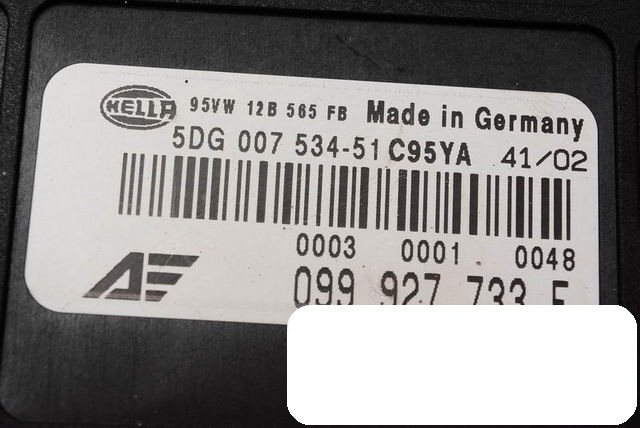 HELLA 95VW 12B 565 FB Made in Germany
5DG 007 534-51 C95YA 41/02
0003 0001 0048
099 927 733